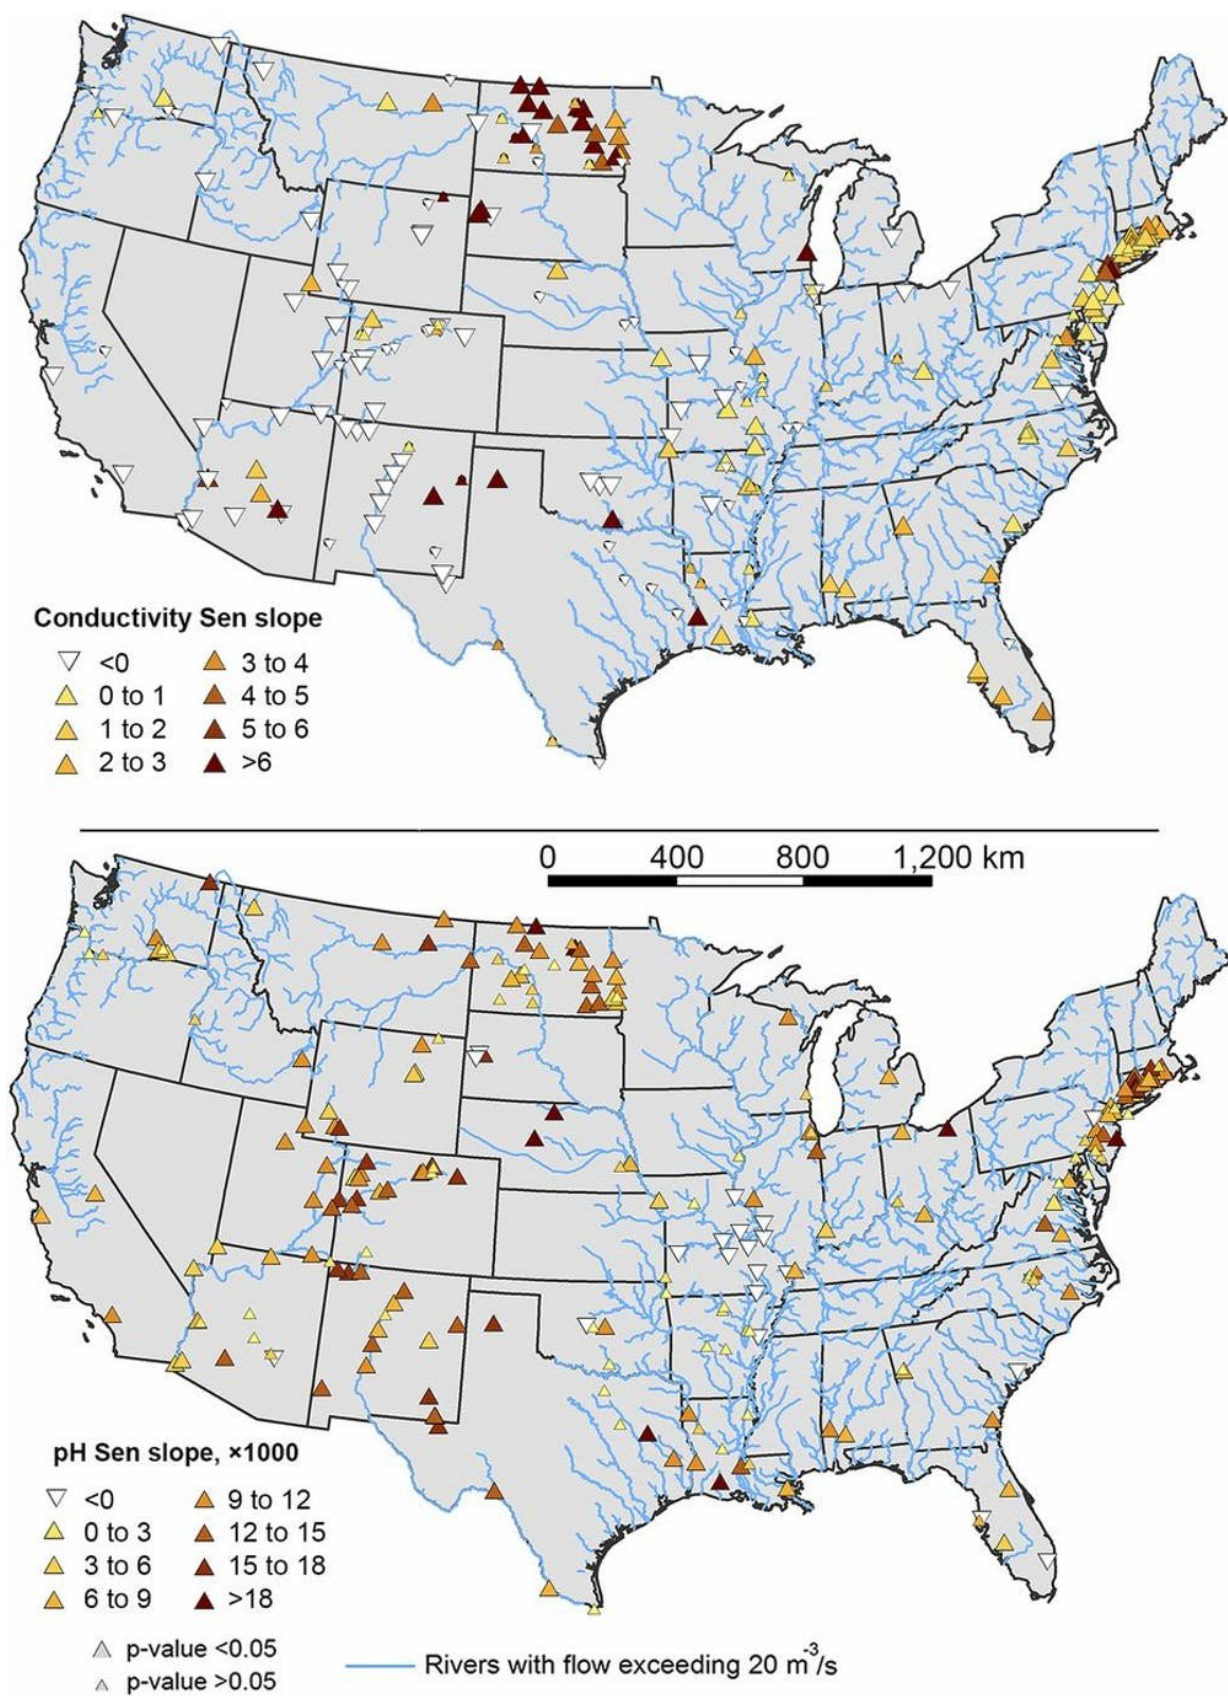 Conductivity Sen slope
<0 3 to 4
0 to 1 4 to 5
1 to 2 5 to 6
2 to 3 >6
0 400 800 1,200 km
pH Sen slope, ×1000
<0 9 to 12
0 to 3 12 to 15
3 to 6 15 to 18
6 to 9 >18
p-value <0.05
p-value >0.05
Rivers with flow exceeding 20 m⁻³/s